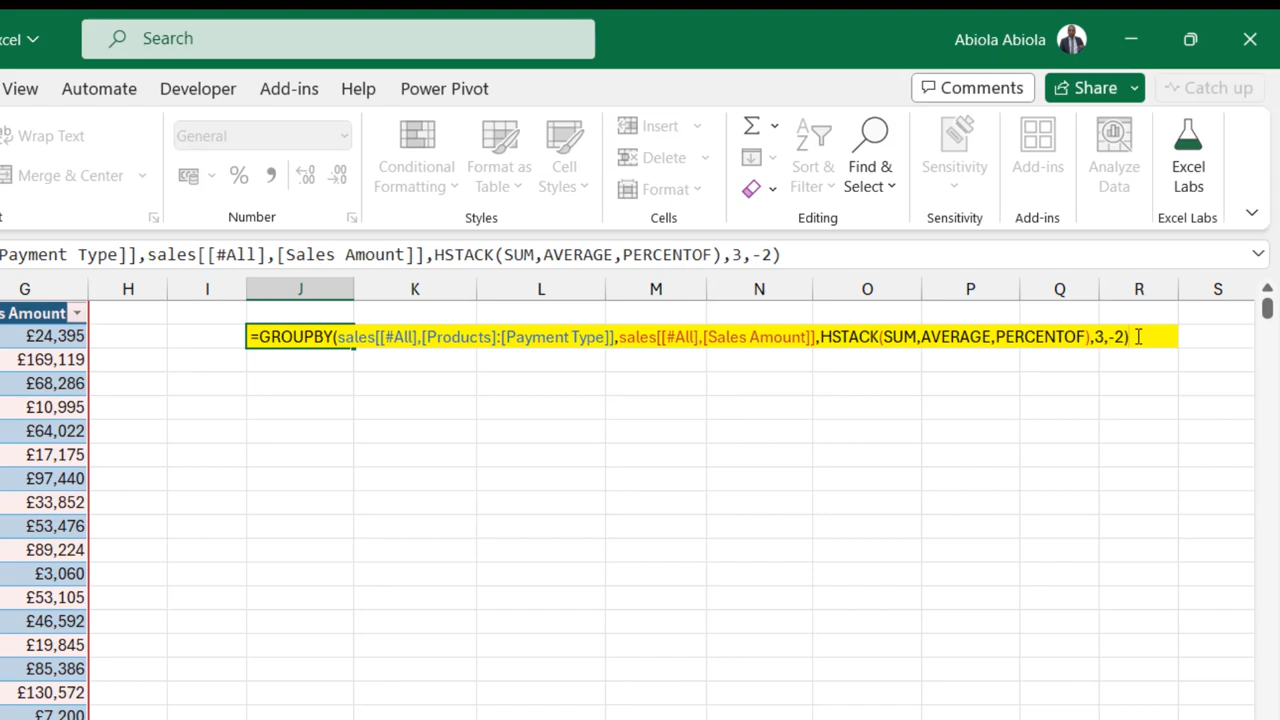 cel
Search
Abiola Abiola
View Automate Developer Add-ins Help Power Pivot
Comments Share Catch up
Wrap Text
General
Merge & Center
% 9
Conditional Formatting
Format as Table
Cell Styles
Insert
Delete
Format
Σ
Sort & Filter
Find & Select
Sensitivity
Add-ins
Analyze Data
Excel Labs
Number Styles Cells Editing Sensitivity Add-ins Excel Labs
Payment Type]],sales[[#All],[Sales Amount]],HSTACK(SUM,AVERAGE,PERCENTOF),3,-2)
G H I J K L M N O P Q R S
s Amount
£24,395
=GROUPBY(sales[[#All],[Products]:[Payment Type]],sales[[#All],[Sales Amount]],HSTACK(SUM,AVERAGE,PERCENTOF),3,-2)
£169,119
£68,286
£10,995
£64,022
£17,175
£97,440
£33,852
£53,476
£89,224
£3,060
£53,105
£46,592
£19,845
£85,386
£130,572
£7,200